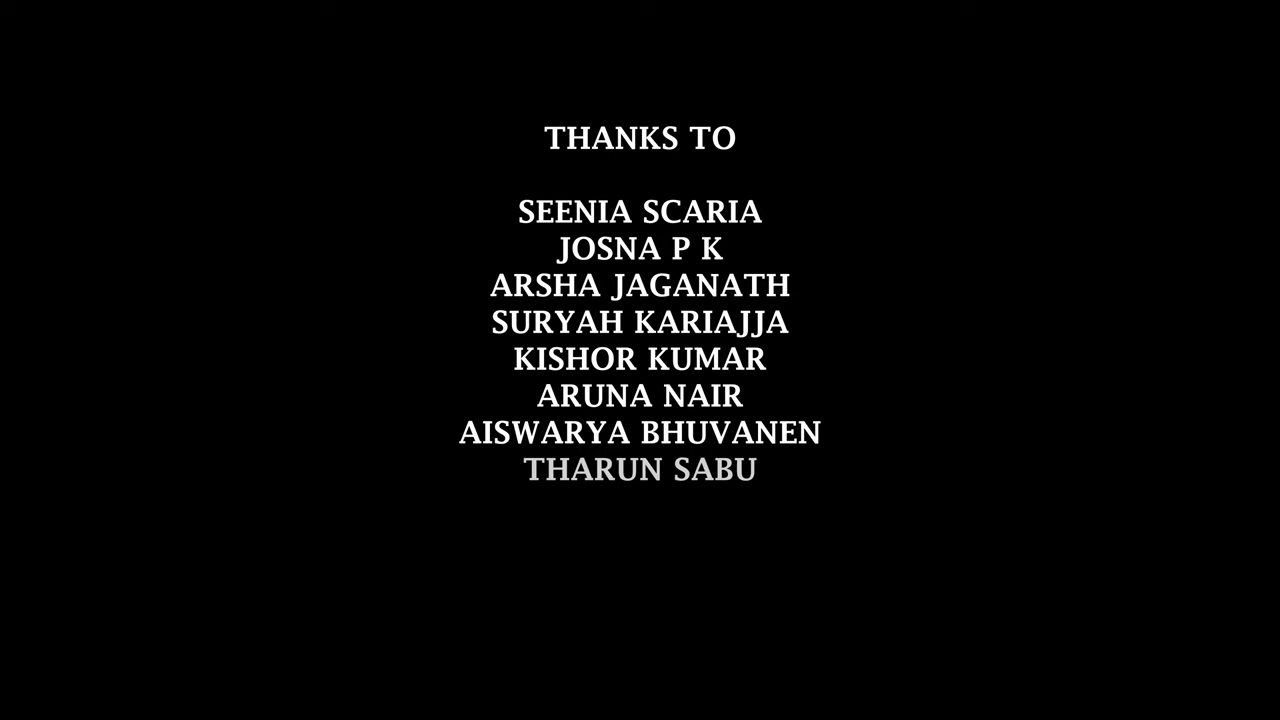 THANKS TO
SEENIA SCARIA
JOSNA P K
ARSHA JAGANATH
SURYAH KARIAJJA
KISHOR KUMAR
ARUNA NAIR
AISWARYA BHUVANEN
THARUN SABU